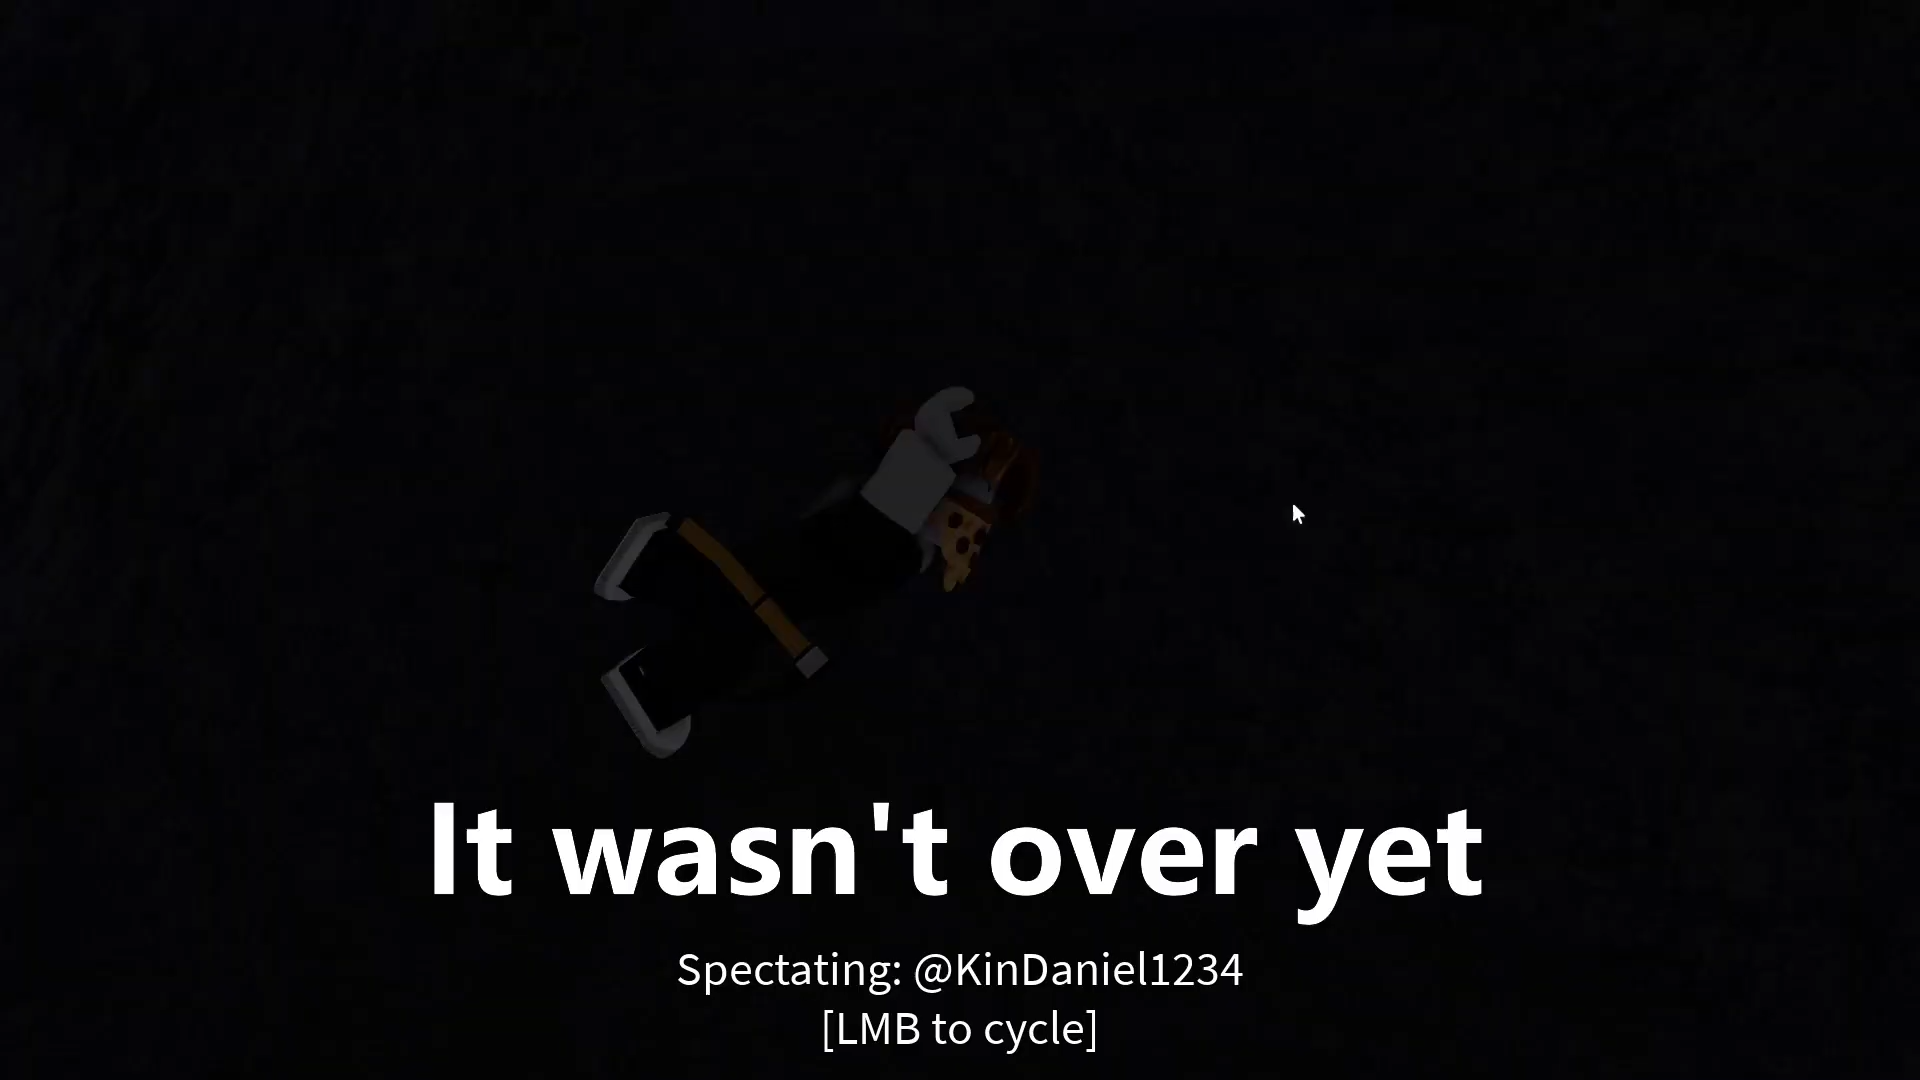 It wasn't over yet
Spectating: @KinDaniel1234
[LMB to cycle]